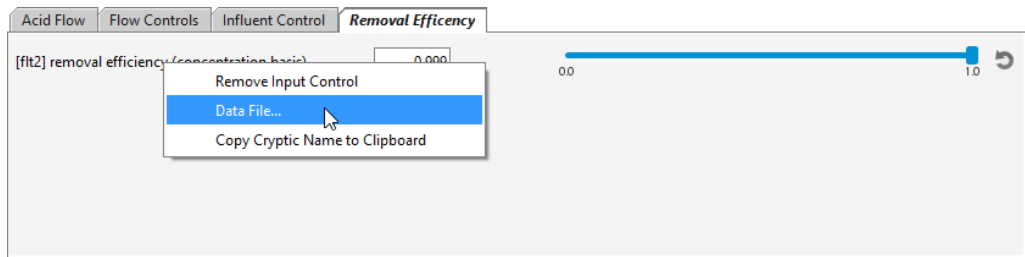 Acid Flow Flow Controls Influent Control Removal Efficency
[flt2] removal efficiency (concentration basis) 0.999
0.0 1.0
Remove Input Control
Data File...
Copy Cryptic Name to Clipboard